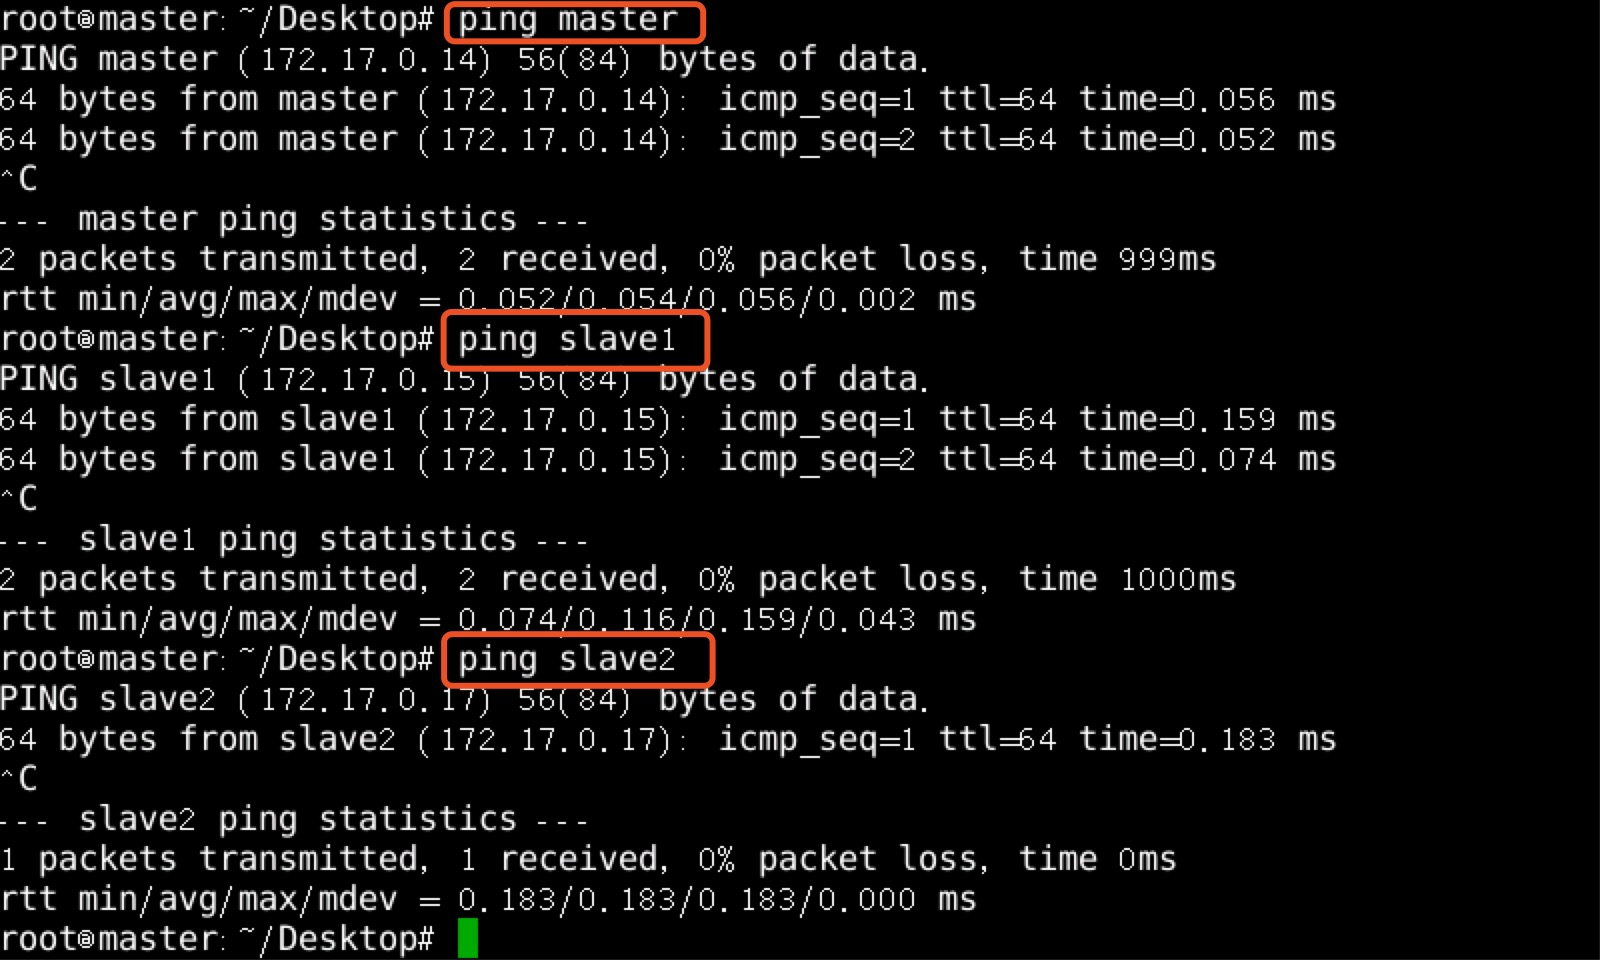 root@master:~/Desktop# ping master
PING master (172.17.0.14) 56(84) bytes of data.
64 bytes from master (172.17.0.14): icmp_seq=1 ttl=64 time=0.056 ms
64 bytes from master (172.17.0.14): icmp_seq=2 ttl=64 time=0.052 ms
^C
--- master ping statistics ---
2 packets transmitted, 2 received, 0% packet loss, time 999ms
rtt min/avg/max/mdev = 0.052/0.054/0.056/0.002 ms
root@master:~/Desktop# ping slave1
PING slave1 (172.17.0.15) 56(84) bytes of data.
64 bytes from slave1 (172.17.0.15): icmp_seq=1 ttl=64 time=0.159 ms
64 bytes from slave1 (172.17.0.15): icmp_seq=2 ttl=64 time=0.074 ms
^C
--- slave1 ping statistics ---
2 packets transmitted, 2 received, 0% packet loss, time 1000ms
rtt min/avg/max/mdev = 0.074/0.116/0.159/0.043 ms
root@master:~/Desktop# ping slave2
PING slave2 (172.17.0.17) 56(84) bytes of data.
64 bytes from slave2 (172.17.0.17): icmp_seq=1 ttl=64 time=0.183 ms
^C
--- slave2 ping statistics ---
1 packets transmitted, 1 received, 0% packet loss, time 0ms
rtt min/avg/max/mdev = 0.183/0.183/0.183/0.000 ms
root@master:~/Desktop#